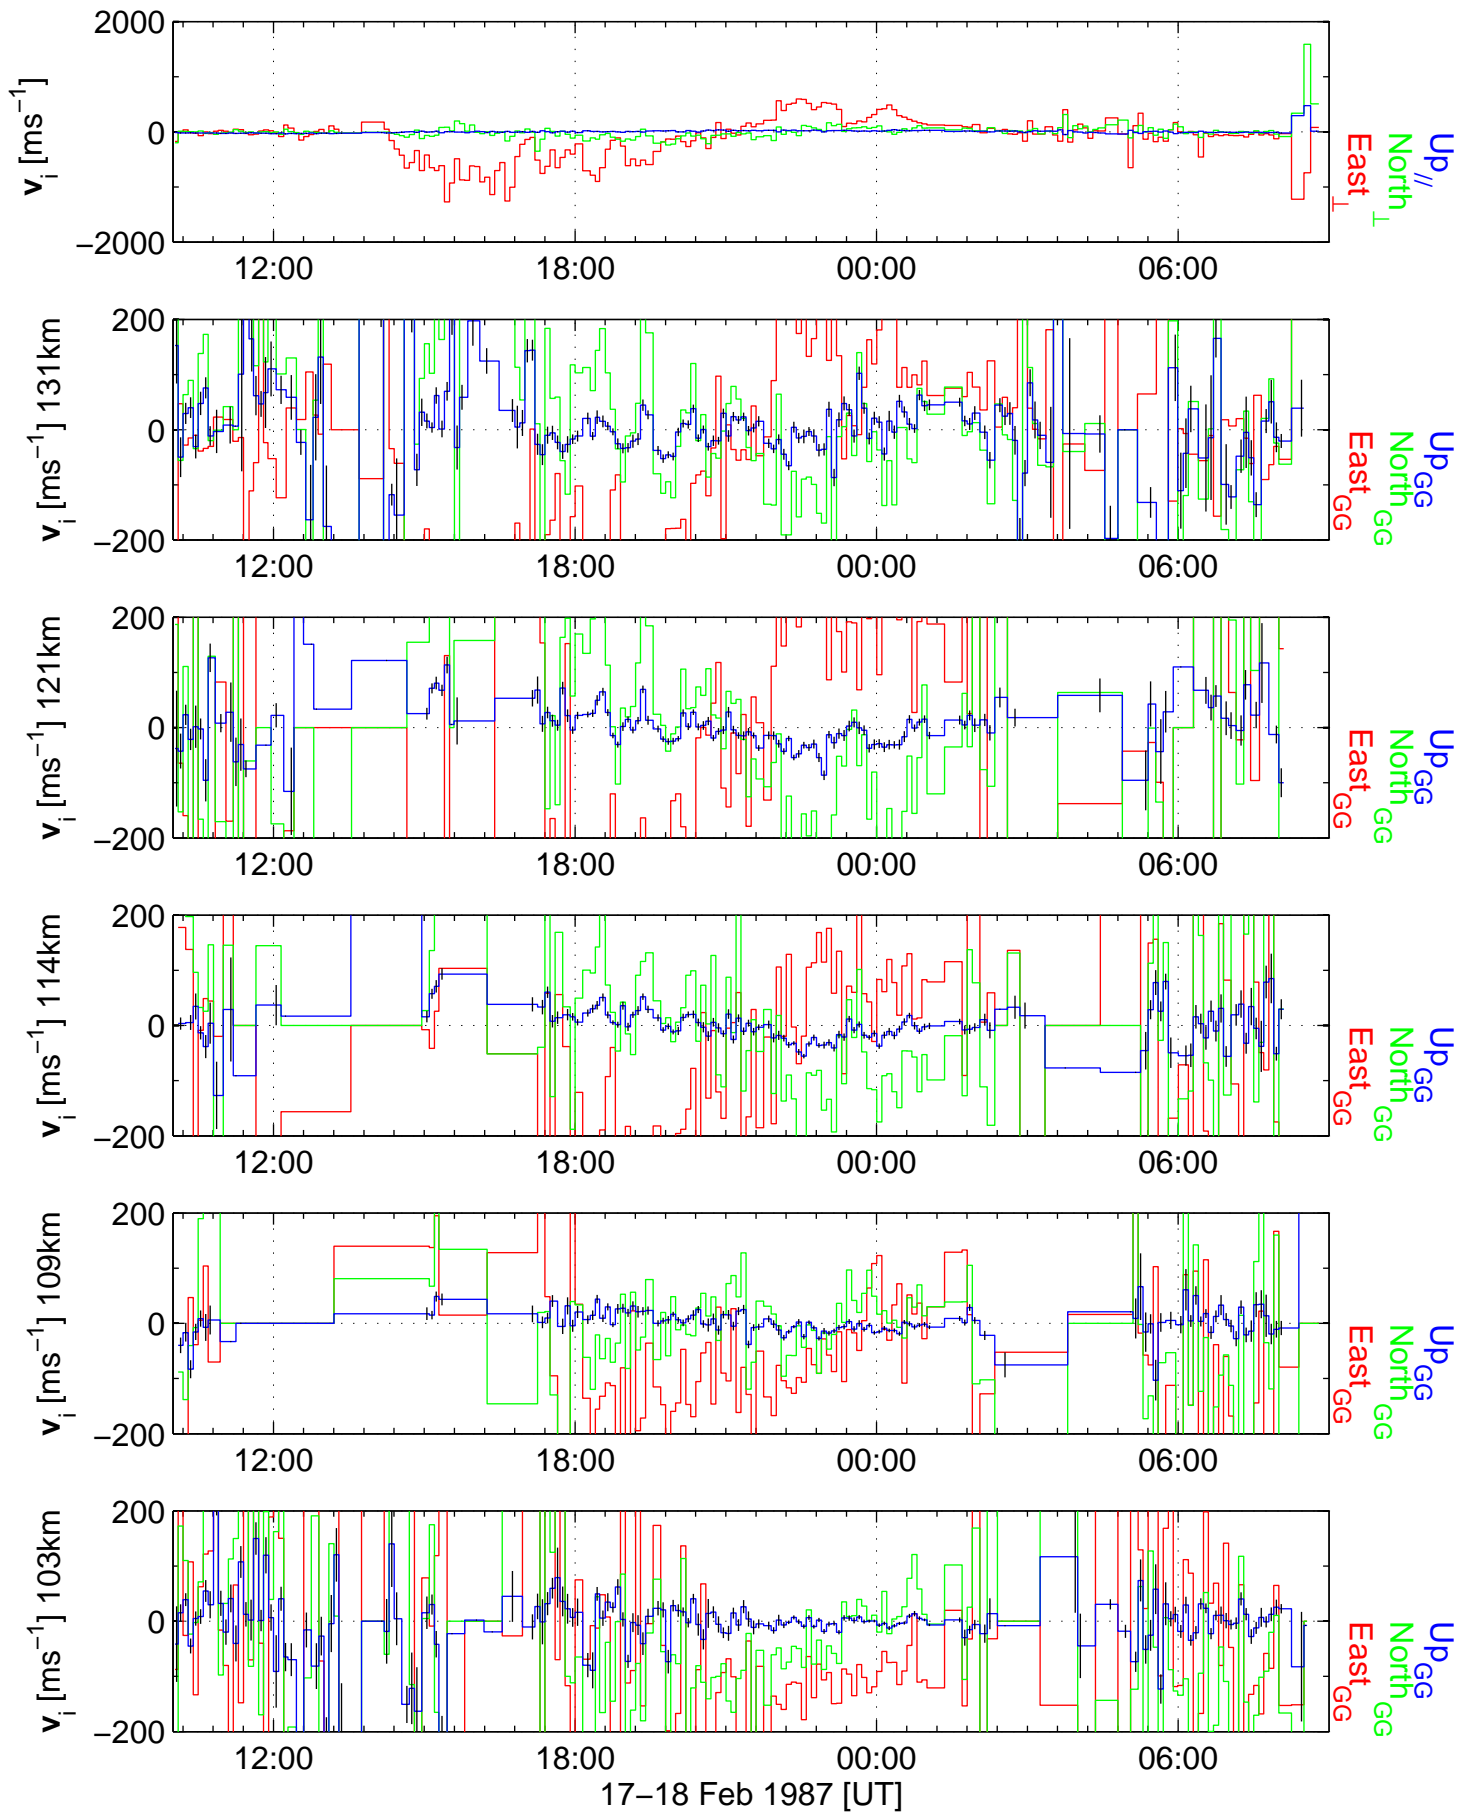 2000
0
−2000
v_i [ms^−1]
12:00 18:00 00:00 06:00
Up_//
North_⊥
East_⊥
200
0
−200
v_i [ms^−1] 131km
12:00 18:00 00:00 06:00
Up_GG
North_GG
East_GG
200
0
−200
v_i [ms^−1] 121km
12:00 18:00 00:00 06:00
Up_GG
North_GG
East_GG
200
0
−200
v_i [ms^−1] 114km
12:00 18:00 00:00 06:00
Up_GG
North_GG
East_GG
200
0
−200
v_i [ms^−1] 109km
12:00 18:00 00:00 06:00
Up_GG
North_GG
East_GG
200
0
−200
v_i [ms^−1] 103km
12:00 18:00 00:00 06:00
Up_GG
North_GG
East_GG
17−18 Feb 1987 [UT]